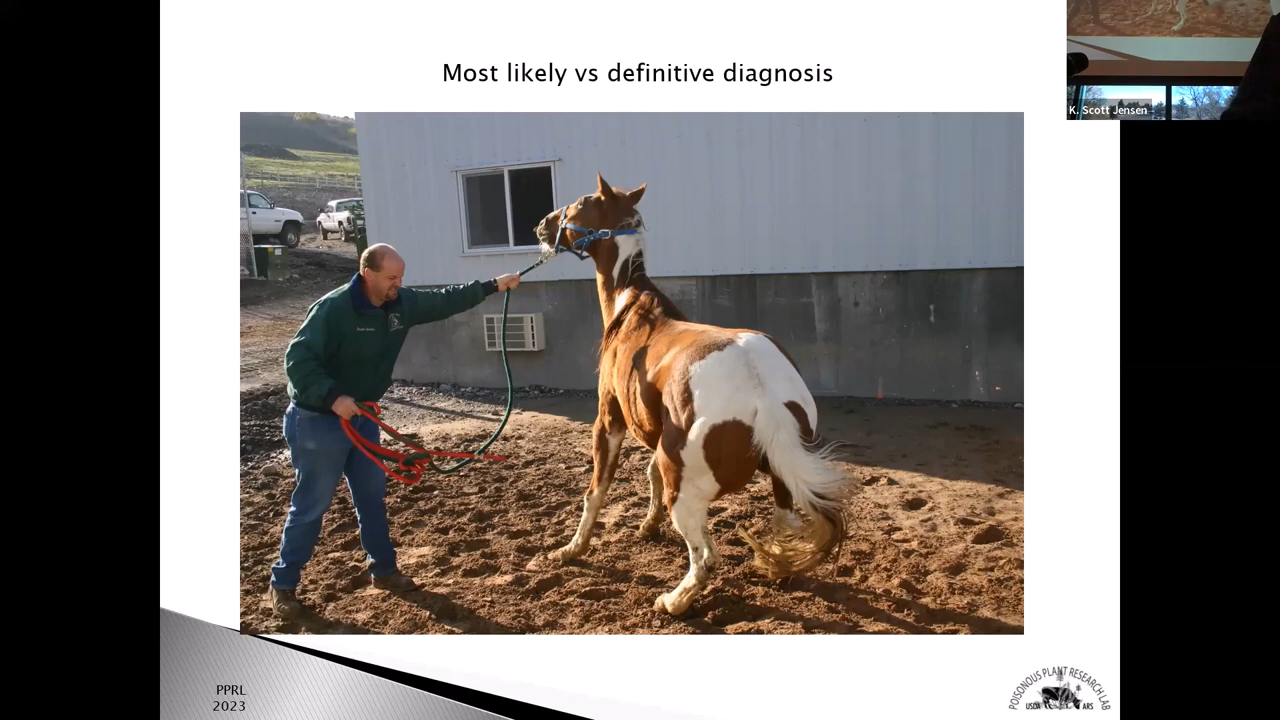 Most likely vs definitive diagnosis
K. Scott Jensen
PPRL
2023
POISONOUS PLANT RESEARCH LAB
USDA ARS